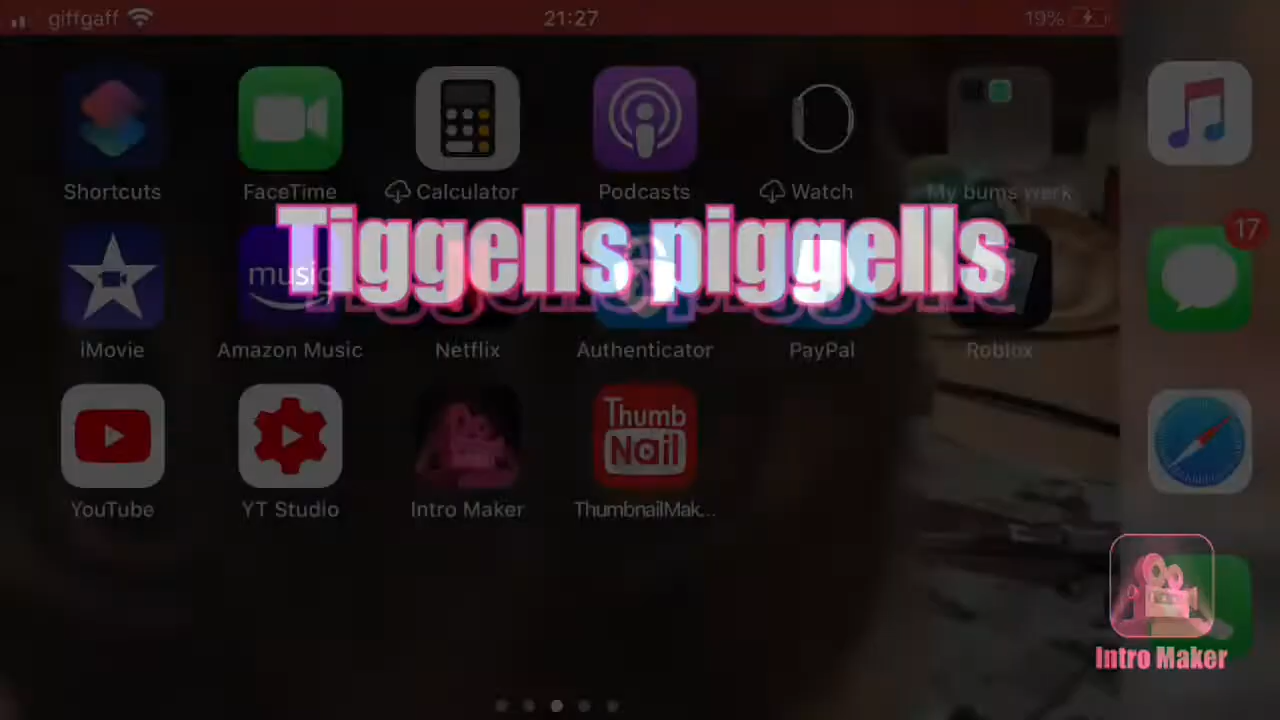 giffgaff 21:27 19%
Shortcuts FaceTime Calculator Podcasts Watch My bums werk
17
Tiggells piggells
music
iMovie Amazon Music Netflix Authenticator PayPal Roblox
Thumb
Nail
YouTube YT Studio Intro Maker ThumbnailMak...
Intro Maker